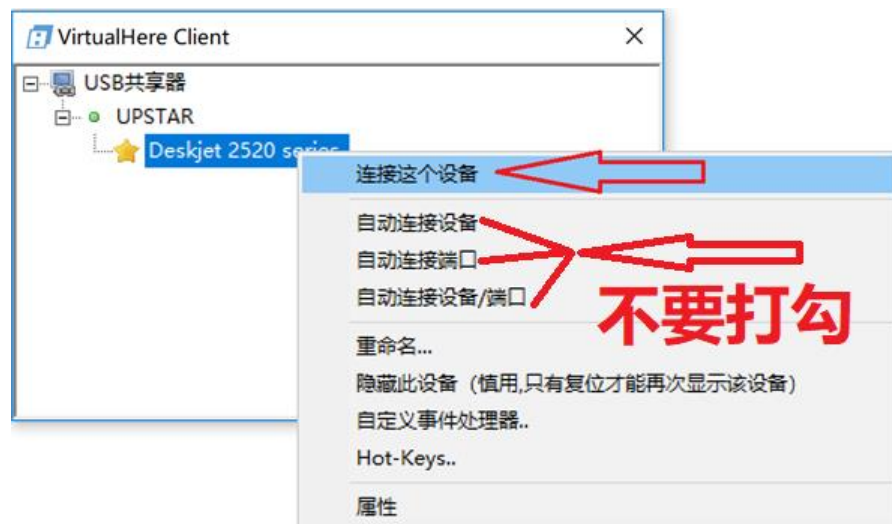 VirtualHere Client
USB共享器
UPSTAR
Deskjet 2520 series
连接这个设备
自动连接设备
自动连接端口
自动连接设备/端口
不要打勾
重命名...
隐藏此设备（慎用,只有复位才能再次显示该设备）
自定义事件处理器..
Hot-Keys..
属性